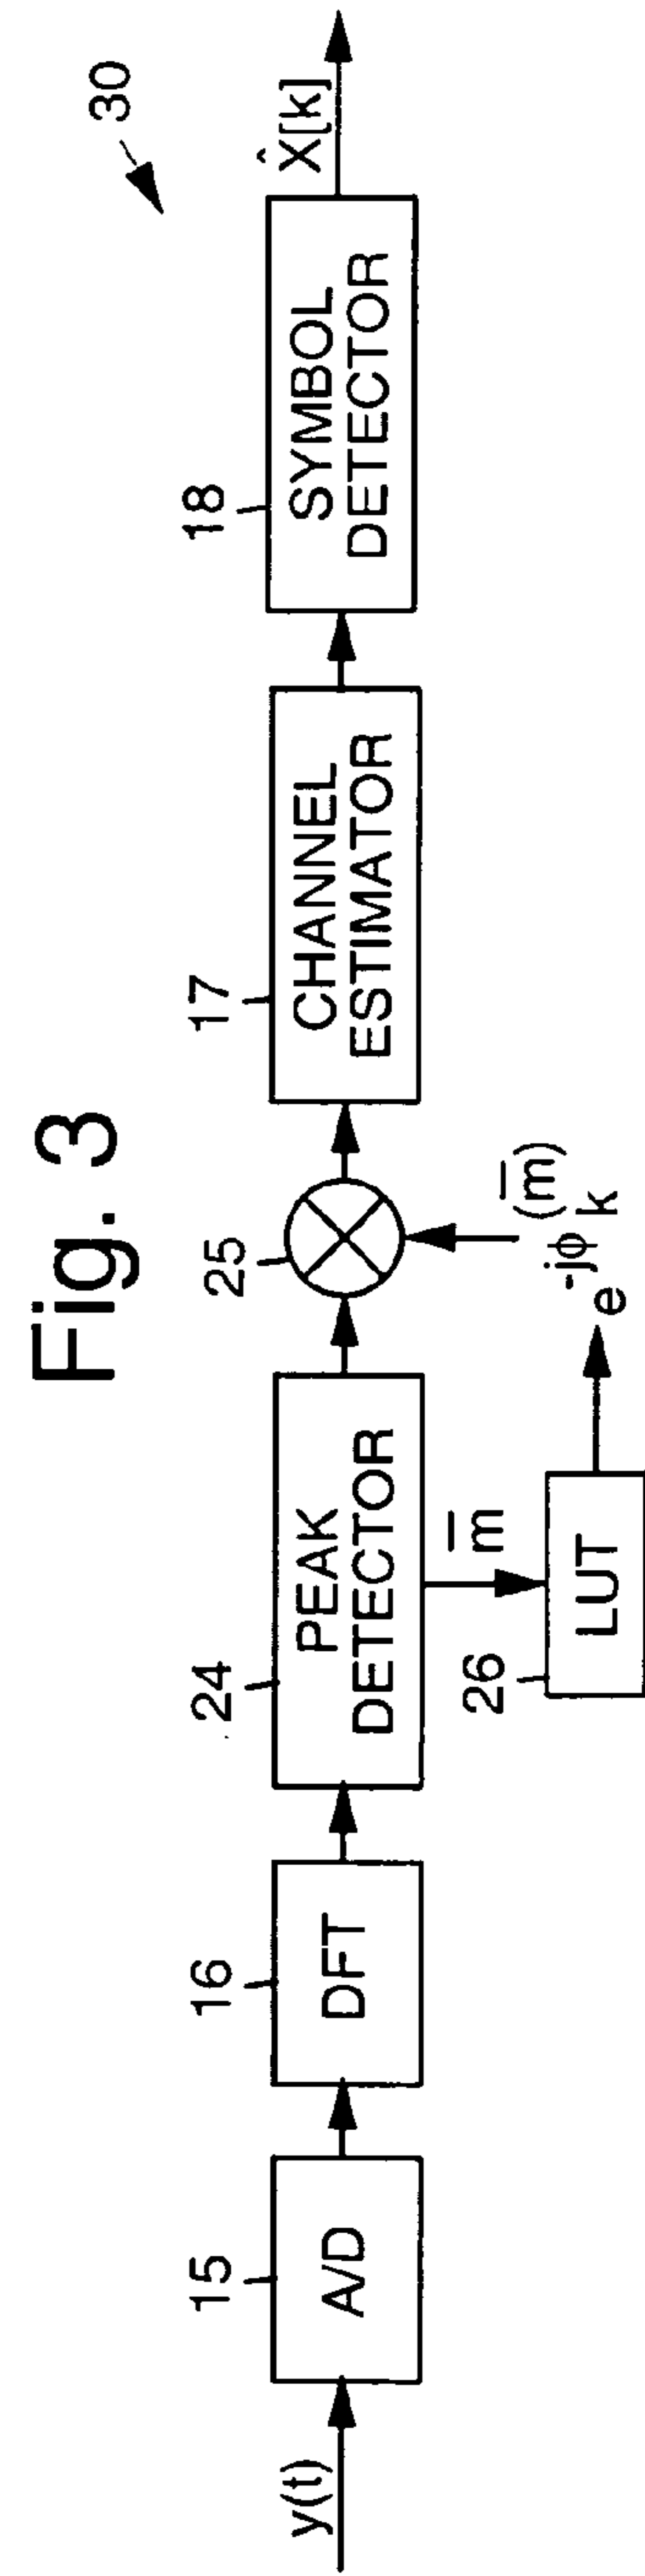 Fig. 3
30
y(t)
15
A/D
16
DFT
24
PEAK
DETECTOR
m̅
26
LUT
e^{-jϕ_k^{(m̅)}}
25
17
CHANNEL
ESTIMATOR
18
SYMBOL
DETECTOR
X̂[k]